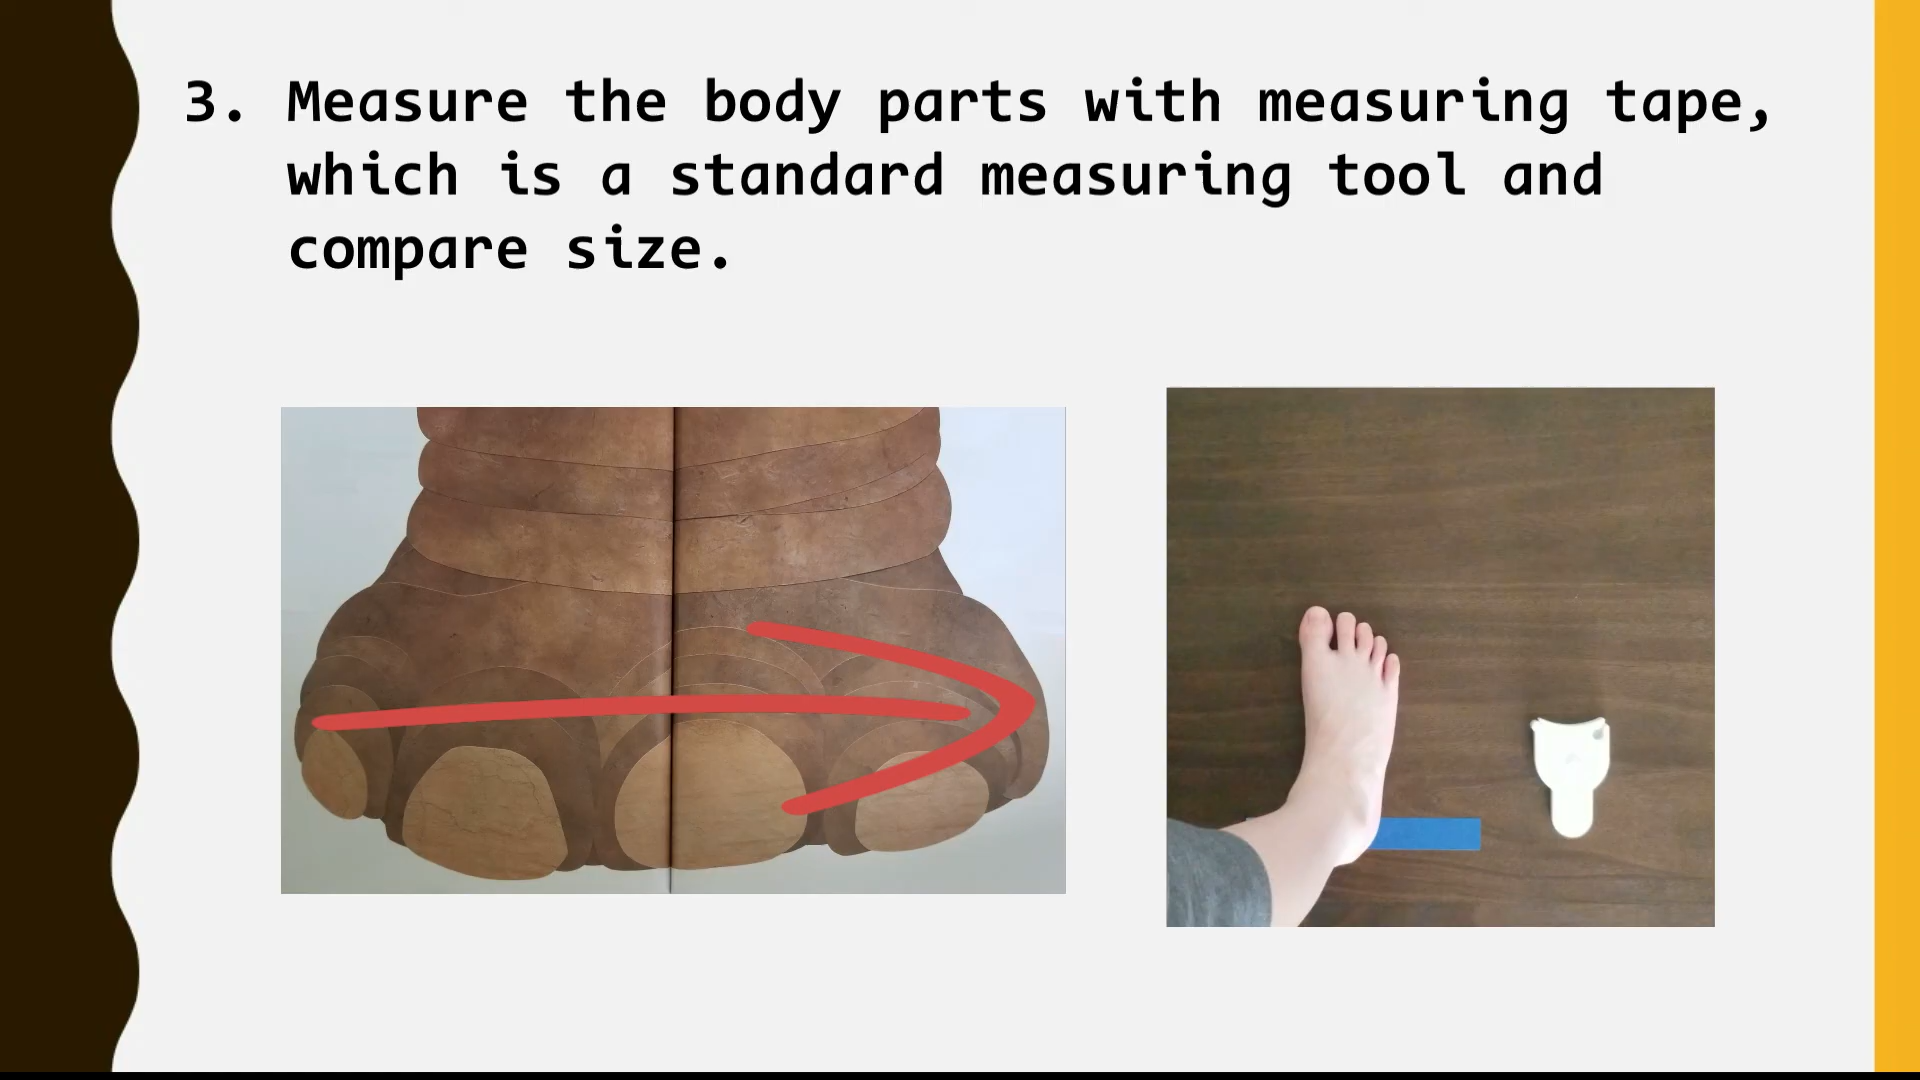 3. Measure the body parts with measuring tape,
which is a standard measuring tool and
compare size.